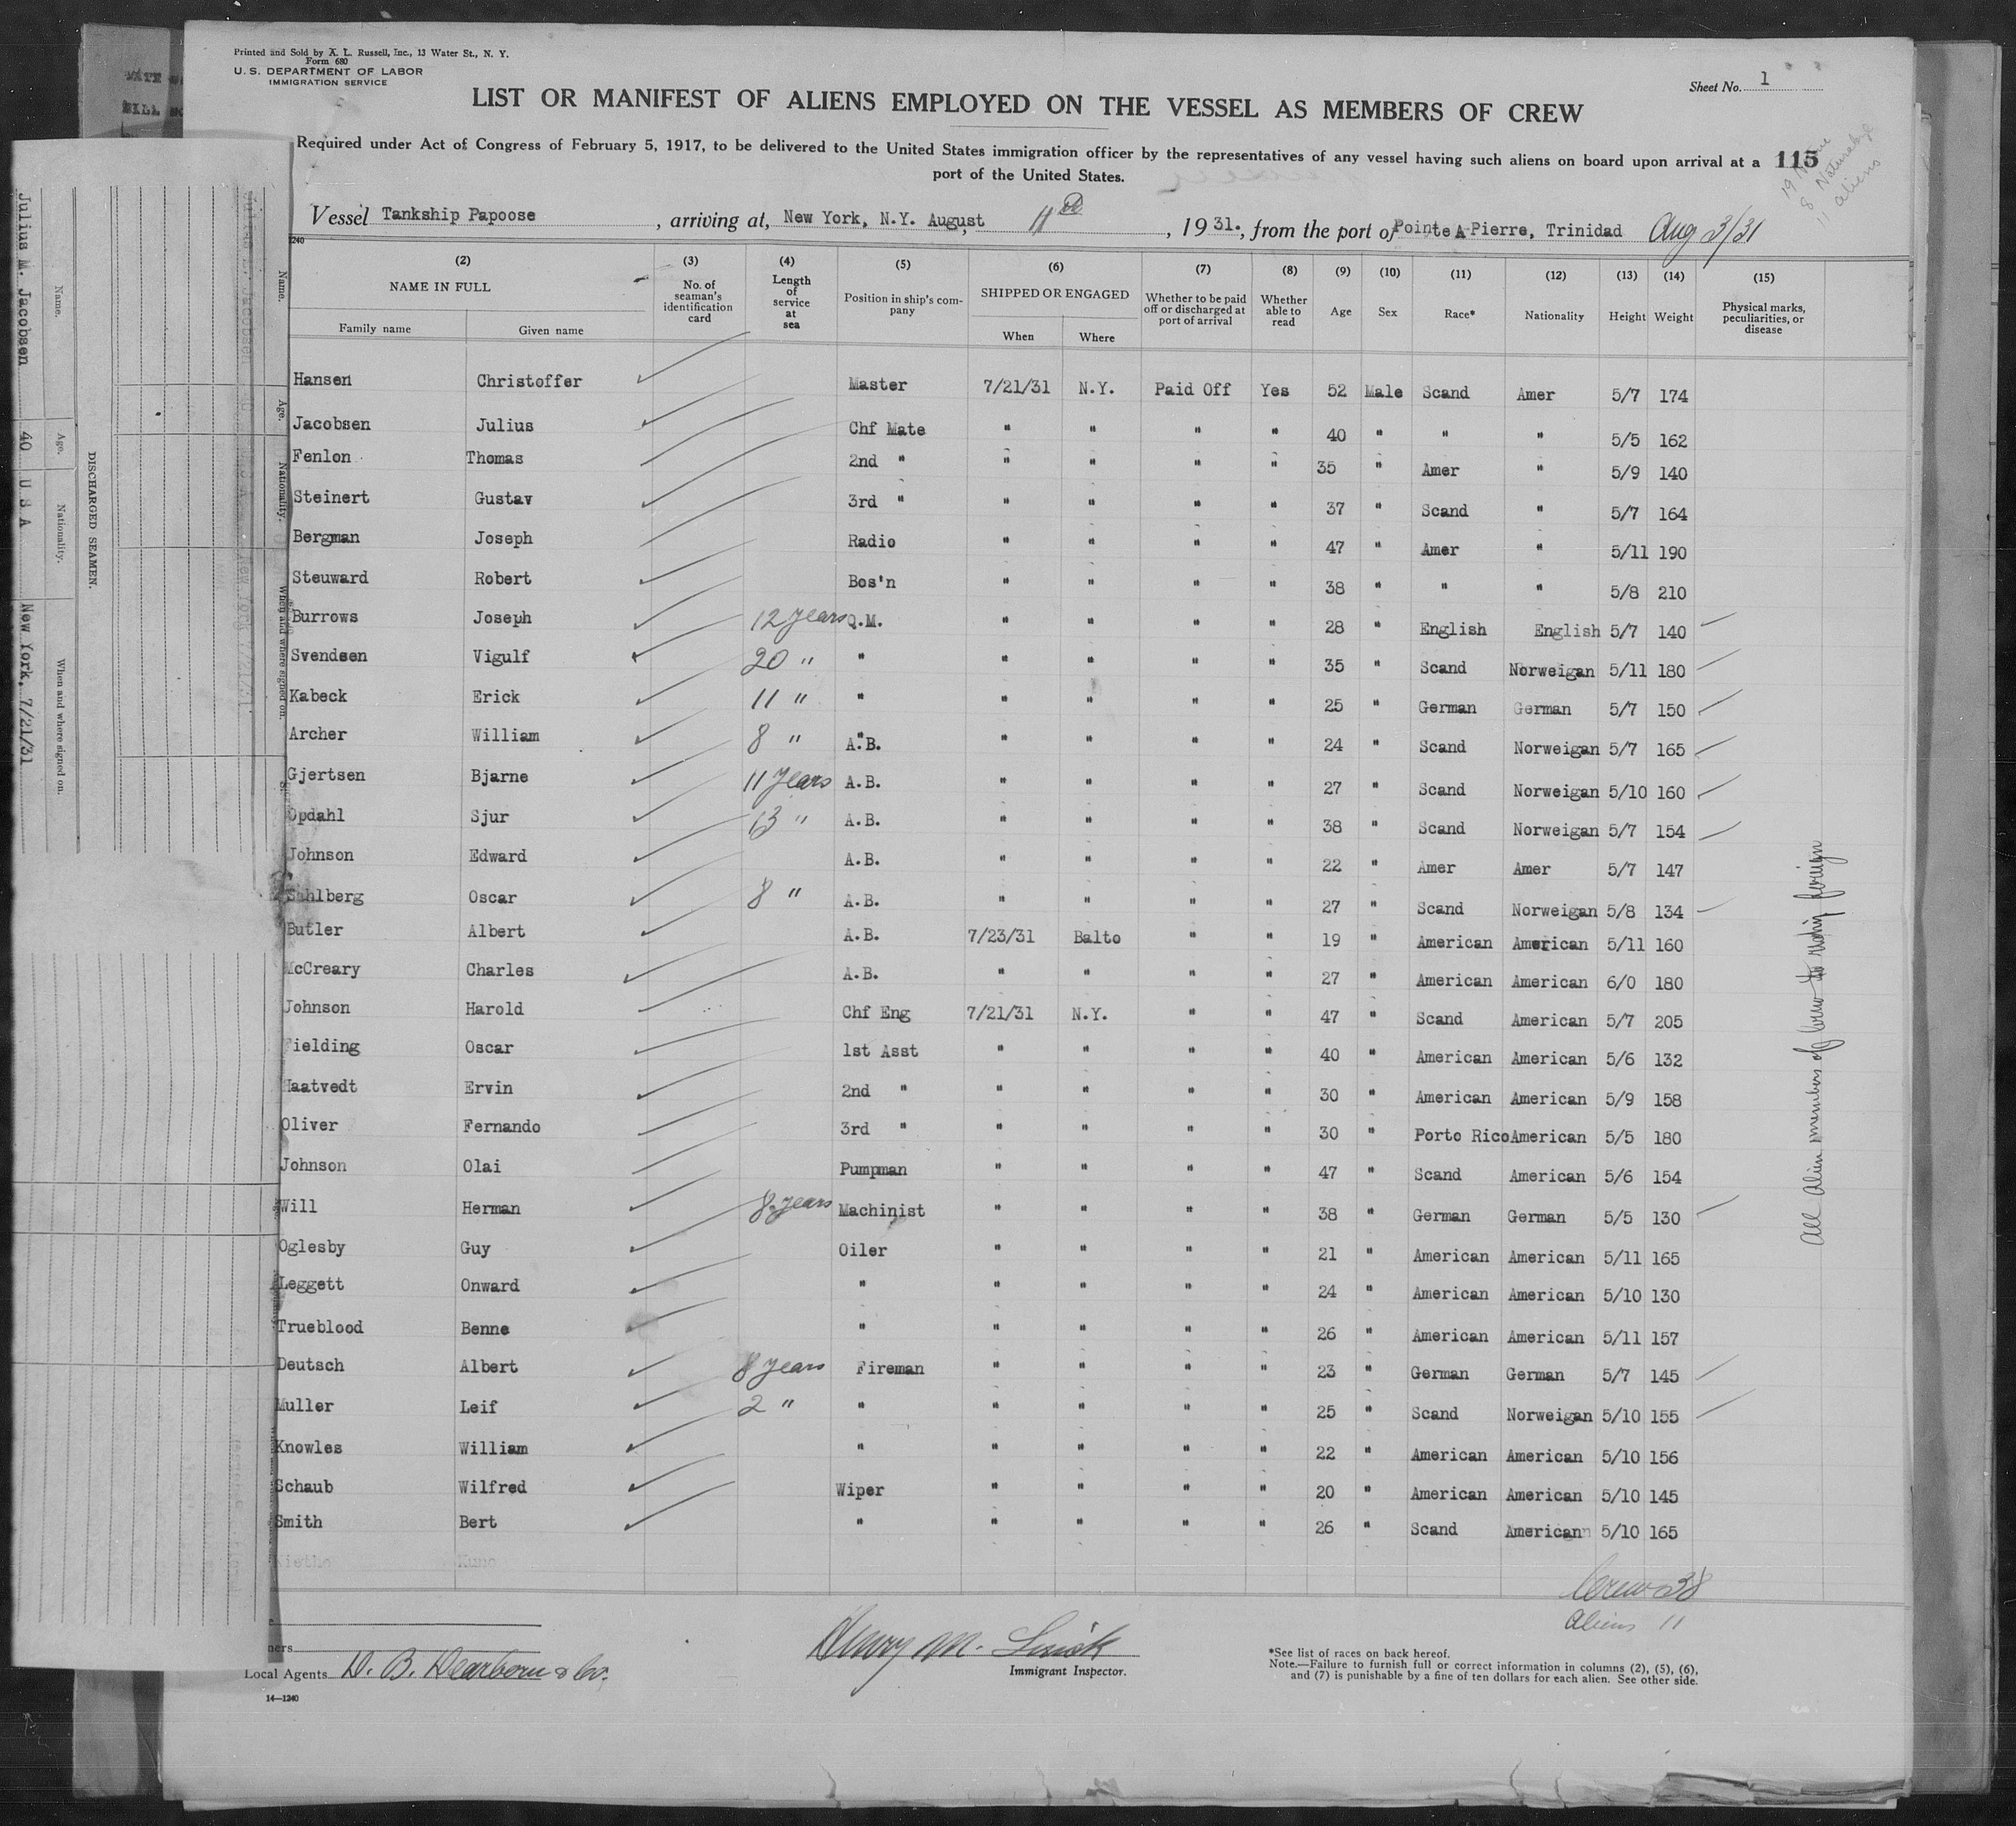 Printed and Sold by A. L. Russell, Inc., 13 Water St., N. Y.
Form 680
U. S. DEPARTMENT OF LABOR
IMMIGRATION SERVICE
Sheet No. 1
LIST OR MANIFEST OF ALIENS EMPLOYED ON THE VESSEL AS MEMBERS OF CREW
Required under Act of Congress of February 5, 1917, to be delivered to the United States immigration officer by the representatives of any vessel having such aliens on board upon arrival at a
port of the United States.
115
8 Naturalized
11 aliens
Vessel Tankship Papoose, arriving at, New York, N.Y. August, 11th, 1931., from the port of Pointe A Pierre, Trinidad Aug 3/31
(2) (3) (4) (5) (6) (7) (8) (9) (10) (11) (12) (13) (14) (15)
NAME IN FULL Family name Given name No. of seaman's identification card Length of service at sea Position in ship's company SHIPPED OR ENGAGED When Where Whether to be paid off or discharged at port of arrival Whether able to read Age Sex Race* Nationality Height Weight Physical marks, peculiarities, or disease
Hansen Christoffer Master 7/21/31 N.Y. Paid Off Yes 52 Male Scand Amer 5/7 174
Jacobsen Julius Chf Mate " " " " 40 " " " 5/5 162
Fenlon Thomas 2nd " " " " " 35 " Amer " 5/9 140
Steinert Gustav 3rd " " " " " 37 " Scand " 5/7 164
Bergman Joseph Radio " " " " 47 " Amer " 5/11 190
Steuward Robert Bos'n " " " " 38 " " " 5/8 210
Burrows Joseph 12 years Q.M. " " " " 28 " English English 5/7 140
Svendsen Vigulf 20 " " " " " " 35 " Scand Norweigan 5/11 180
Kabeck Erick 11 " " " " " " 25 " German German 5/7 150
Archer William 8 " A.B. " " " " 24 " Scand Norweigan 5/7 165
Gjertsen Bjarne 11 years A.B. " " " " 27 " Scand Norweigan 5/10 160
Opdahl Sjur 13 " A.B. " " " " 38 " Scand Norweigan 5/7 154
Johnson Edward A.B. " " " " 22 " Amer Amer 5/7 147
Sahlberg Oscar 8 " A.B. " " " " 27 " Scand Norweigan 5/8 134
Butler Albert A.B. 7/23/31 Balto " " 19 " American American 5/11 160
McCreary Charles A.B. " " " " 27 " American American 6/0 180
Johnson Harold Chf Eng 7/21/31 N.Y. " " 47 " Scand American 5/7 205
Fielding Oscar 1st Asst " " " " 40 " American American 5/6 132
Haatvedt Ervin 2nd " " " " " 30 " American American 5/9 158
Oliver Fernando 3rd " " " " " 30 " Porto Rico American 5/5 180
Johnson Olai Pumpman " " " " 47 " Scand American 5/6 154
Will Herman 8 years Machinist " " " " 38 " German German 5/5 130
Oglesby Guy Oiler " " " " 21 " American American 5/11 165
Leggett Onward " " " " " 24 " American American 5/10 130
Trueblood Benne " " " " " 26 " American American 5/11 157
Deutsch Albert 8 years Fireman " " " " 23 " German German 5/7 145
Muller Leif 2 " " " " " " 25 " Scand Norweigan 5/10 155
Knowles William " " " " " 22 " American American 5/10 156
Schaub Wilfred Wiper " " " " 20 " American American 5/10 145
Smith Bert " " " " " 26 " Scand American 5/10 165
All Alien members of Crew foreign
Crew 38
Aliens 11
Local Agents D. B. Dearborn & Co.
Henry M.
Immigrant Inspector.
*See list of races on back hereof.
Note.—Failure to furnish full or correct information in columns (2), (5), (6),
and (7) is punishable by a fine of ten dollars for each alien. See other side.
14—1240
DISCHARGED SEAMEN.
Name. Age. Nationality. When and where signed on.
Julius M. Jacobsen 40 U S A New York, 7/21/31
Name. Age. Nationality. When and where signed on.